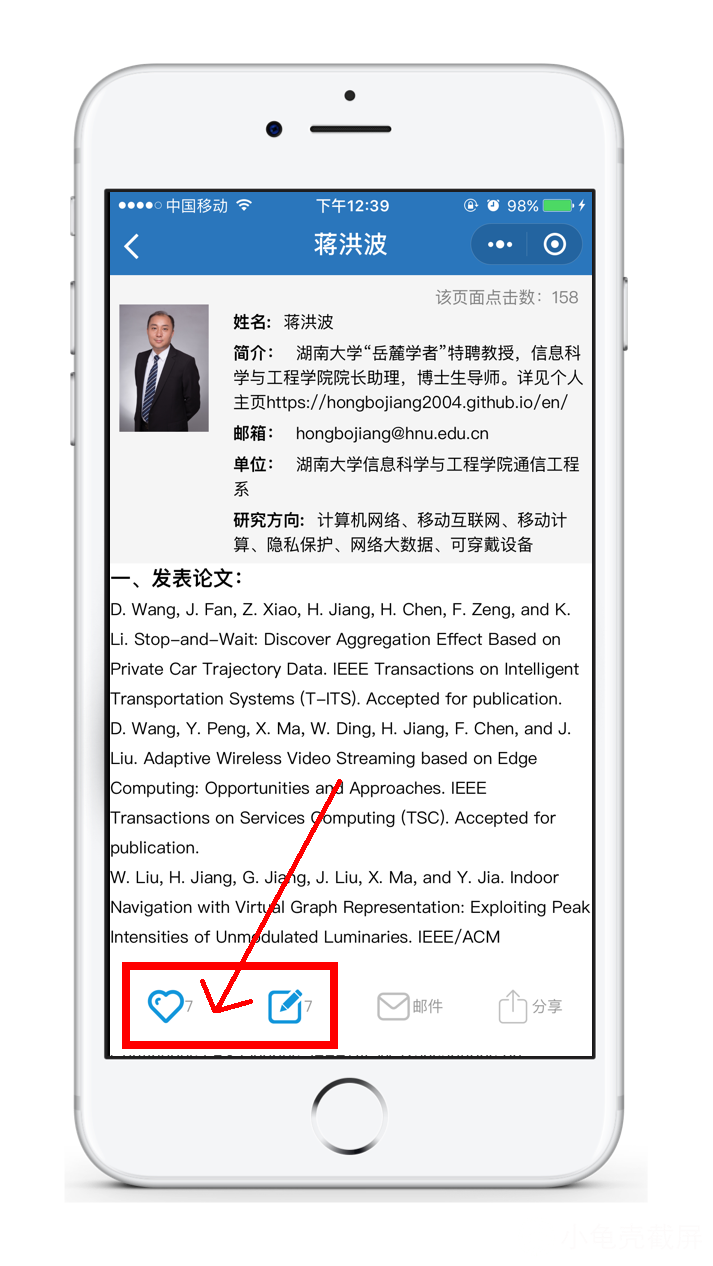 中国移动 下午12:39 98%
蒋洪波
该页面点击数：158
姓名: 蒋洪波
简介： 湖南大学“岳麓学者”特聘教授，信息科
学与工程学院院长助理，博士生导师。详见个人
主页https://hongbojiang2004.github.io/en/
邮箱： hongbojiang@hnu.edu.cn
单位： 湖南大学信息科学与工程学院通信工程
系
研究方向: 计算机网络、移动互联网、移动计
算、隐私保护、网络大数据、可穿戴设备
一、发表论文：
D. Wang, J. Fan, Z. Xiao, H. Jiang, H. Chen, F. Zeng, and K.
Li. Stop-and-Wait: Discover Aggregation Effect Based on
Private Car Trajectory Data. IEEE Transactions on Intelligent
Transportation Systems (T-ITS). Accepted for publication.
D. Wang, Y. Peng, X. Ma, W. Ding, H. Jiang, F. Chen, and J.
Liu. Adaptive Wireless Video Streaming based on Edge
Computing: Opportunities and Approaches. IEEE
Transactions on Services Computing (TSC). Accepted for
publication.
W. Liu, H. Jiang, G. Jiang, J. Liu, X. Ma, and Y. Jia. Indoor
Navigation with Virtual Graph Representation: Exploiting Peak
Intensities of Unmodulated Luminaries. IEEE/ACM
7 7 邮件 分享